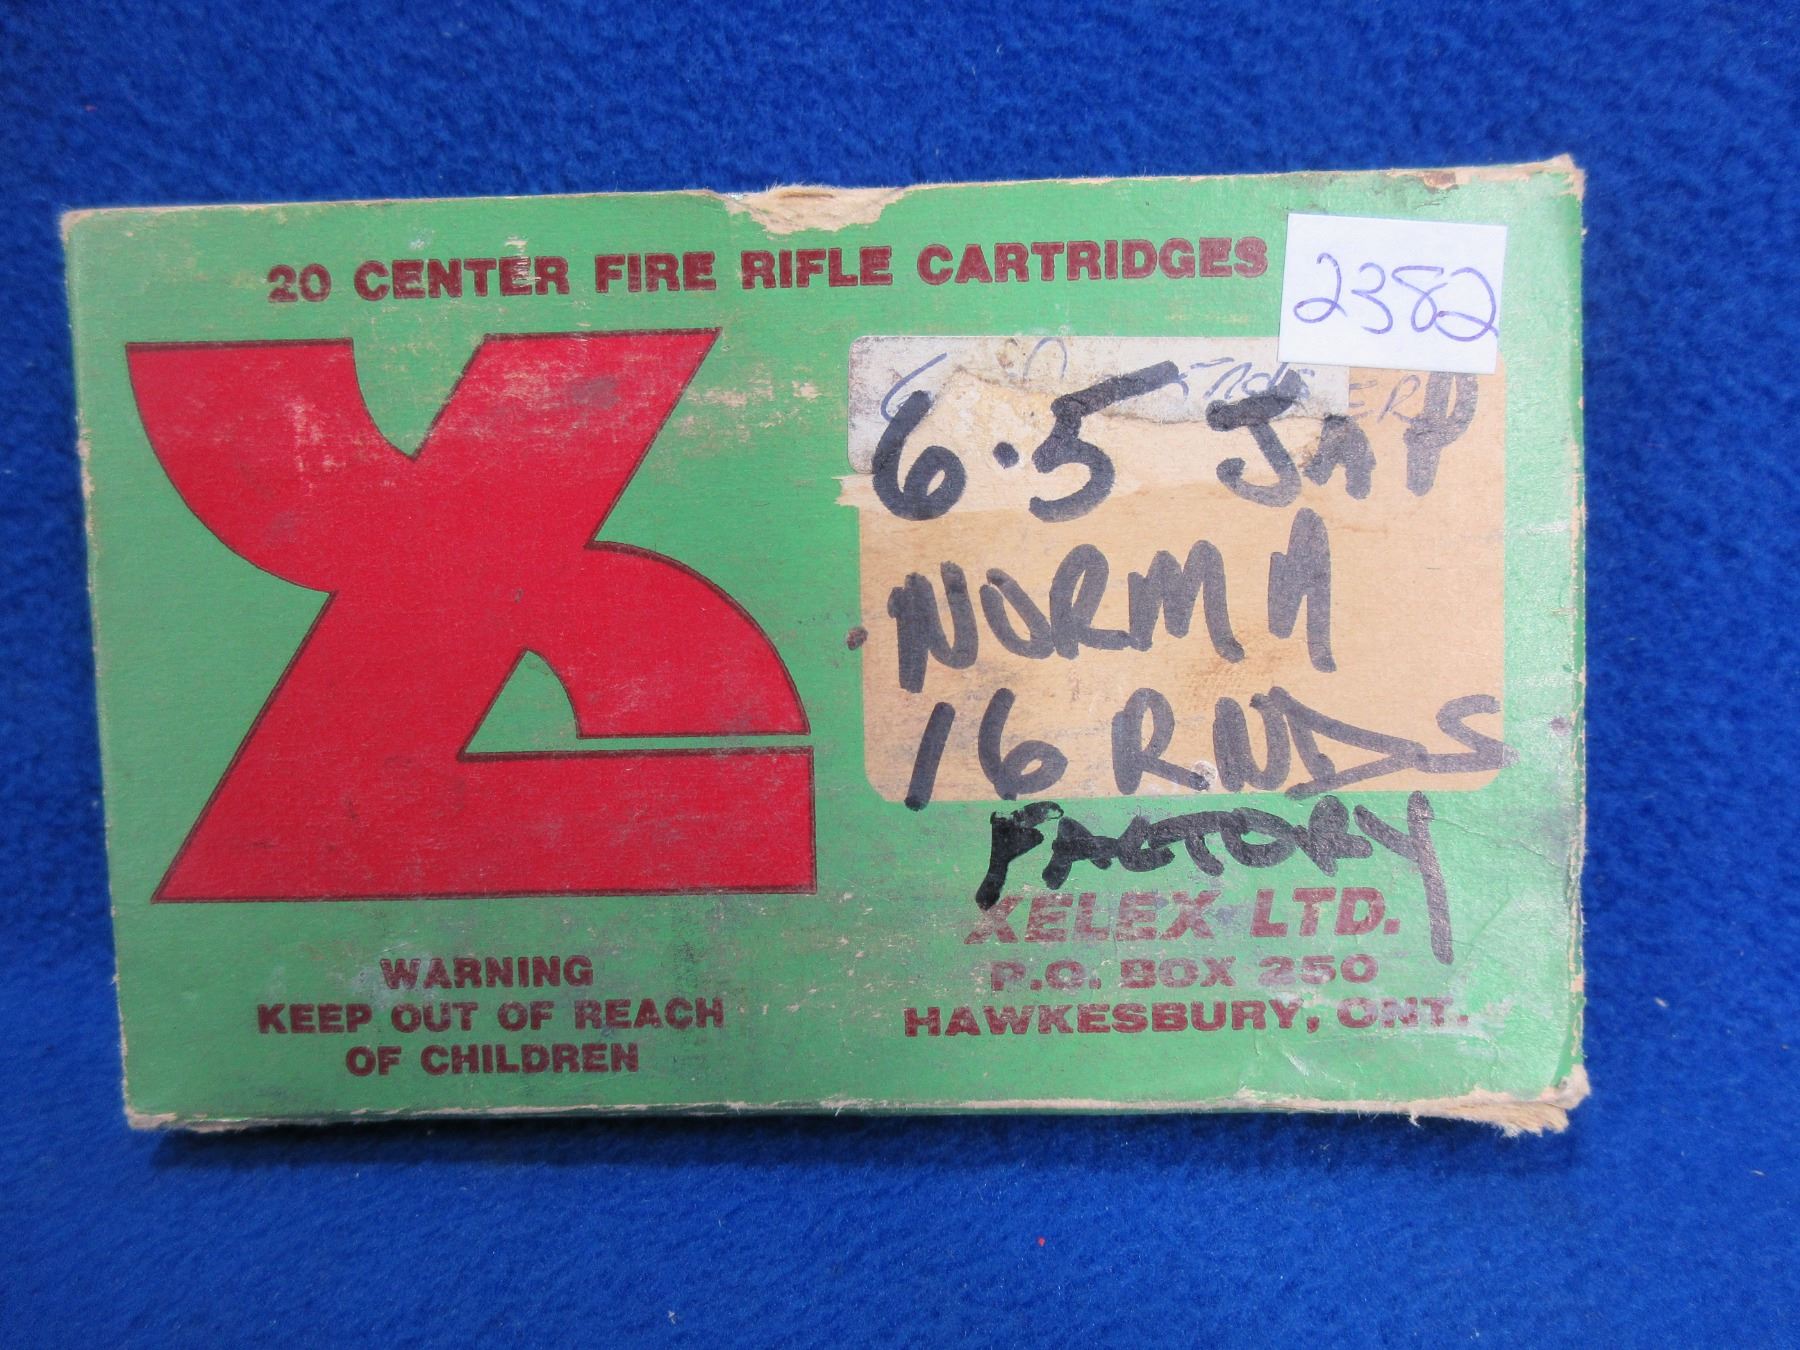 20 CENTER FIRE RIFLE CARTRIDGES
2382
6.5 JAP
NORMA
16 RNDS
FACTORY
XELEX LTD.
P.O. BOX 250
HAWKESBURY, ONT.
WARNING
KEEP OUT OF REACH
OF CHILDREN